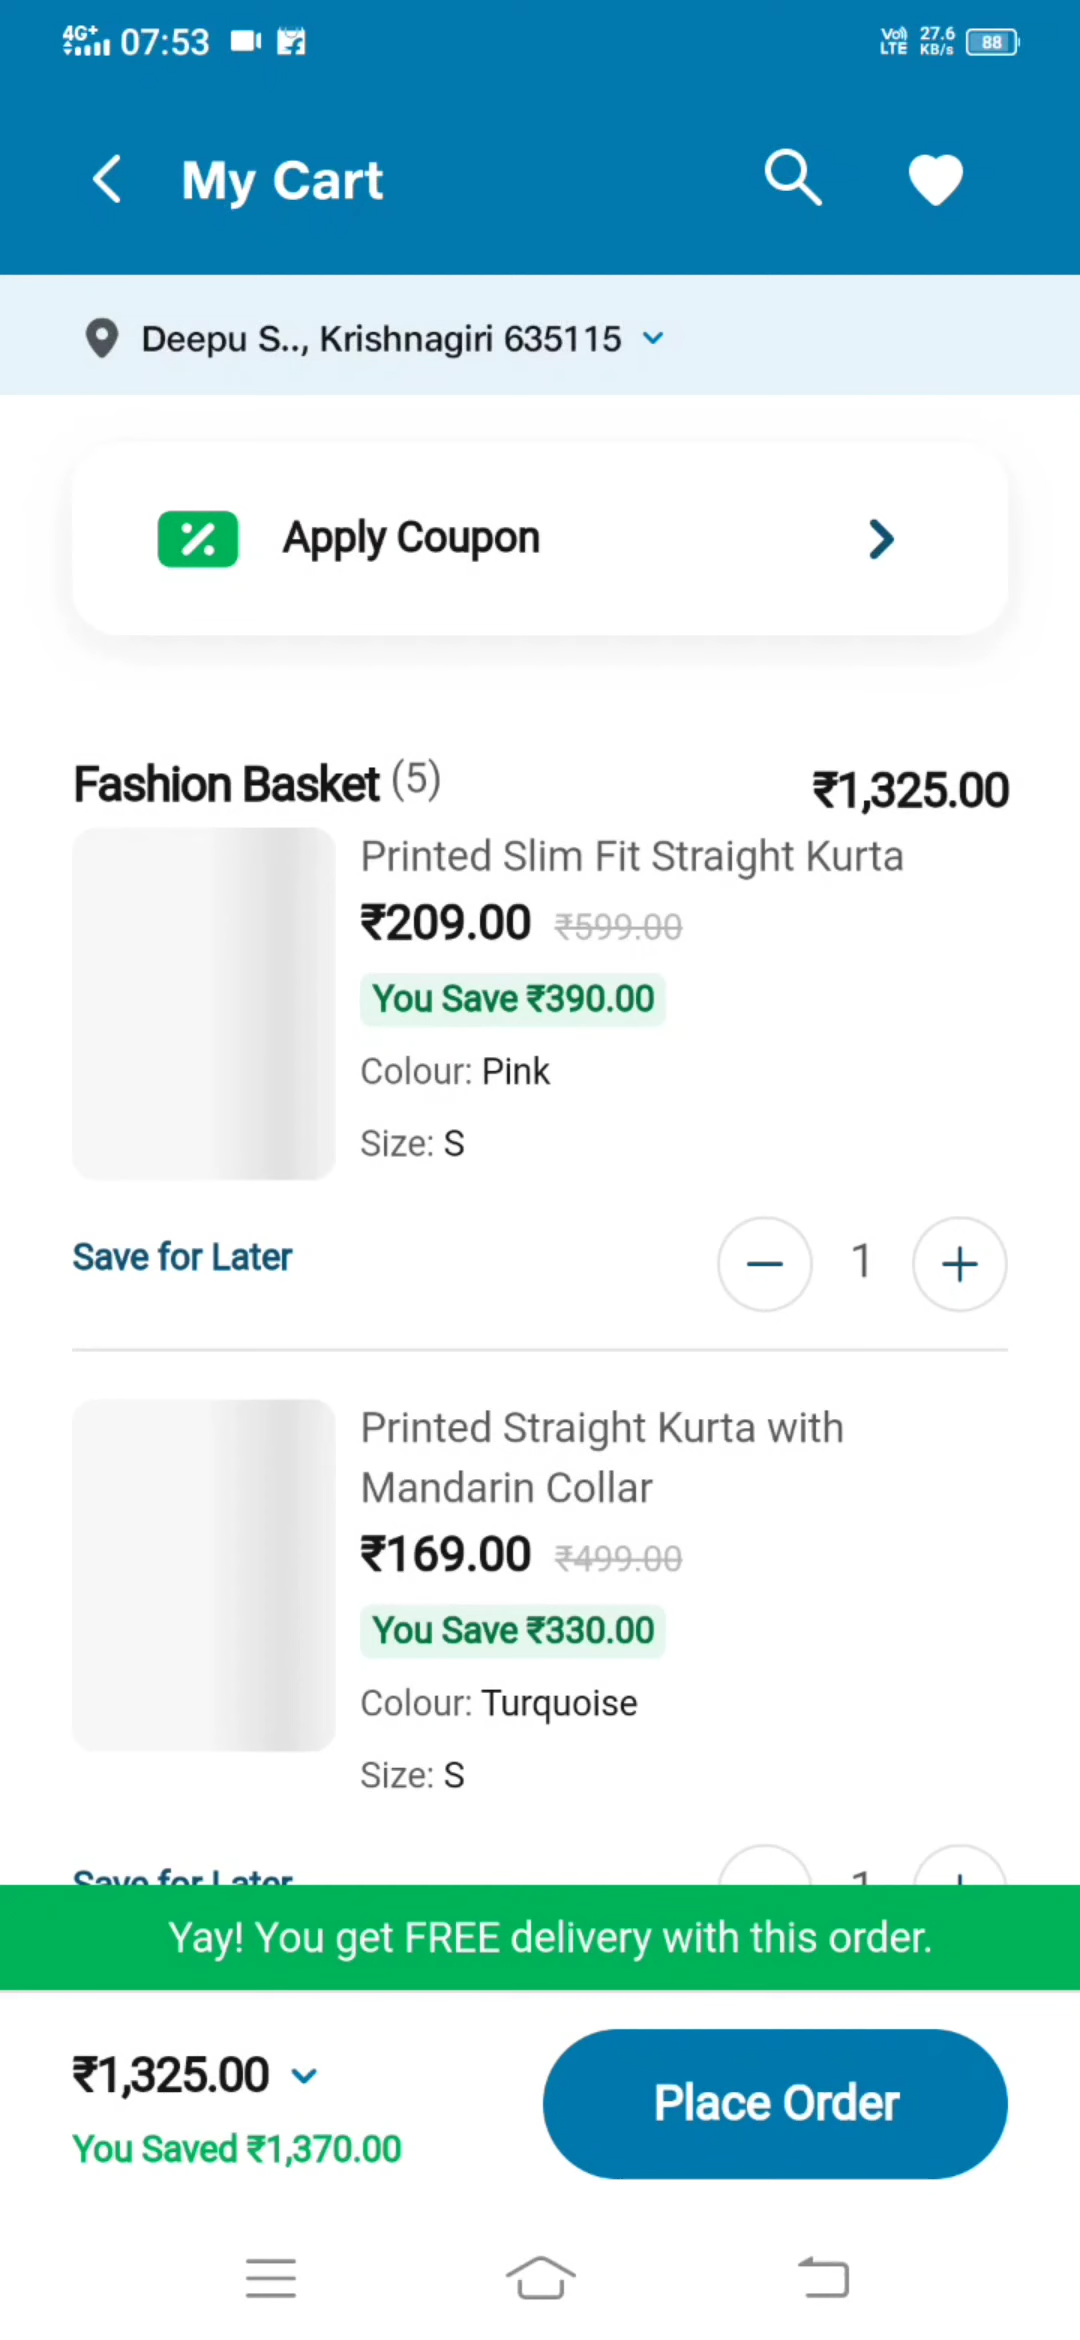 4G+ 07:53 Vo) LTE 27.6 KB/s 88
My Cart
Deepu S.., Krishnagiri 635115
Apply Coupon
Fashion Basket (5) ₹1,325.00
Printed Slim Fit Straight Kurta
₹209.00 ₹599.00
You Save ₹390.00
Colour: Pink
Size: S
Save for Later 1
Printed Straight Kurta with
Mandarin Collar
₹169.00 ₹499.00
You Save ₹330.00
Colour: Turquoise
Size: S
Save for Later 1
Yay! You get FREE delivery with this order.
₹1,325.00
Place Order
You Saved ₹1,370.00